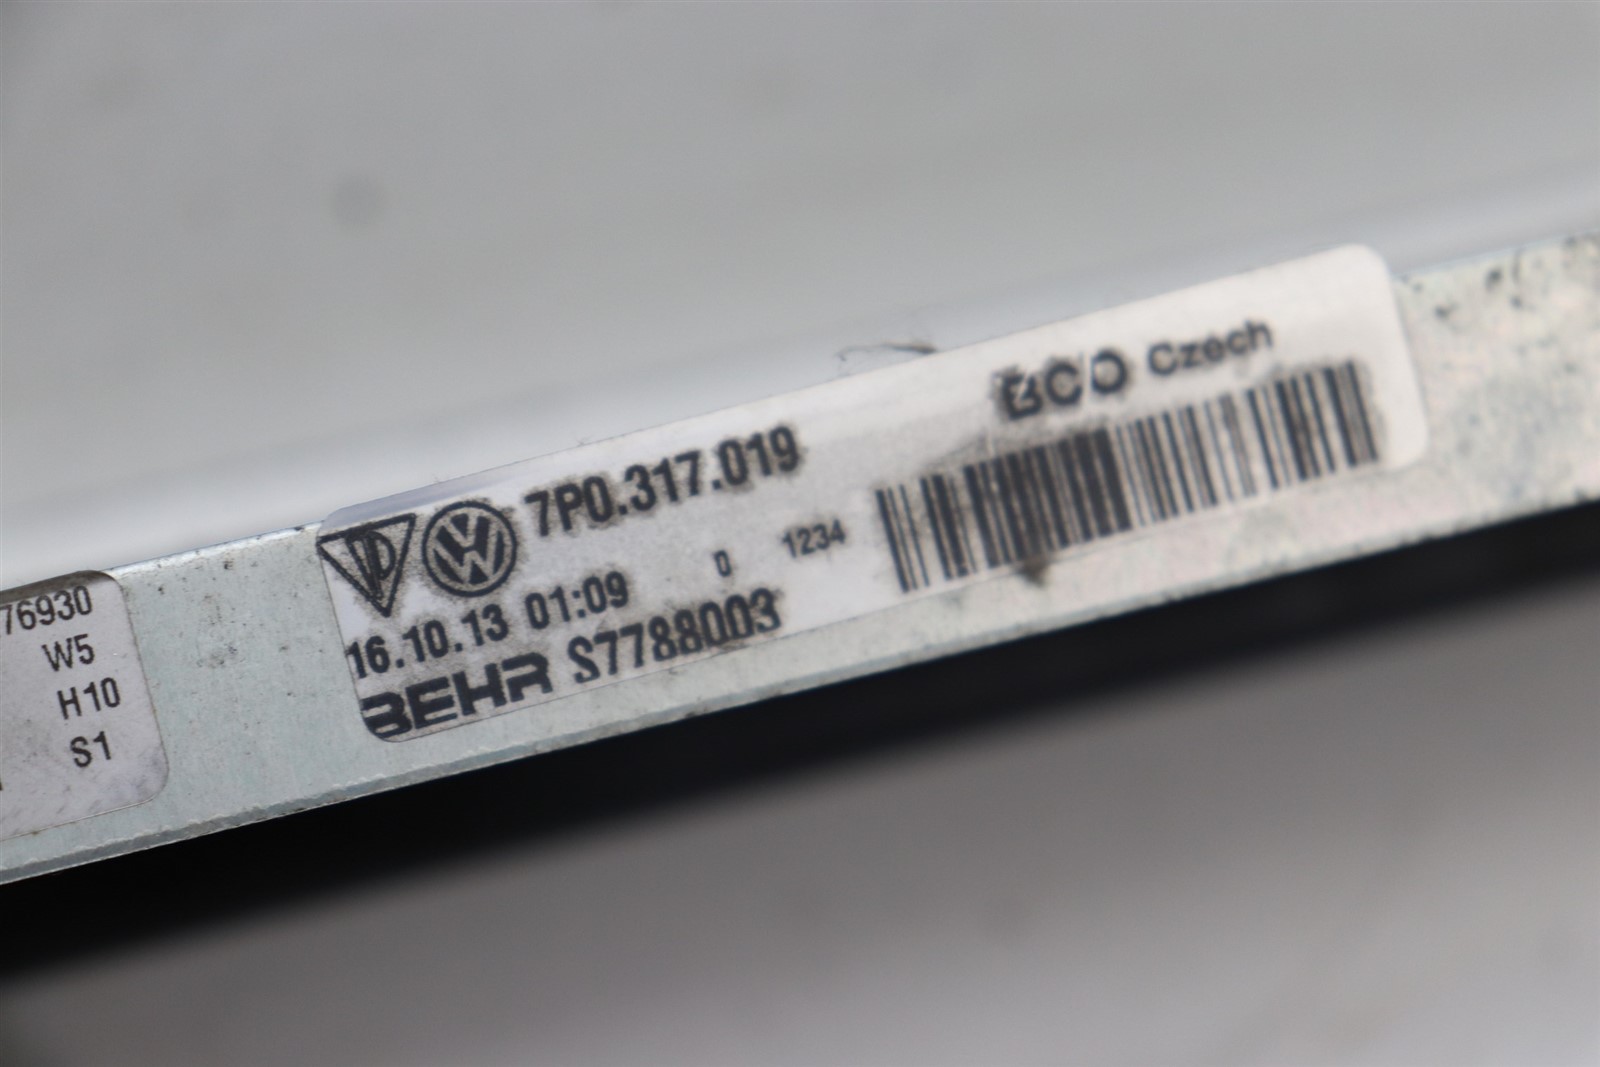 76930
W5
H10
S1
7P0.317.019
16.10.13 01:09 0 1234
BEHR S7788003
BCO Czech